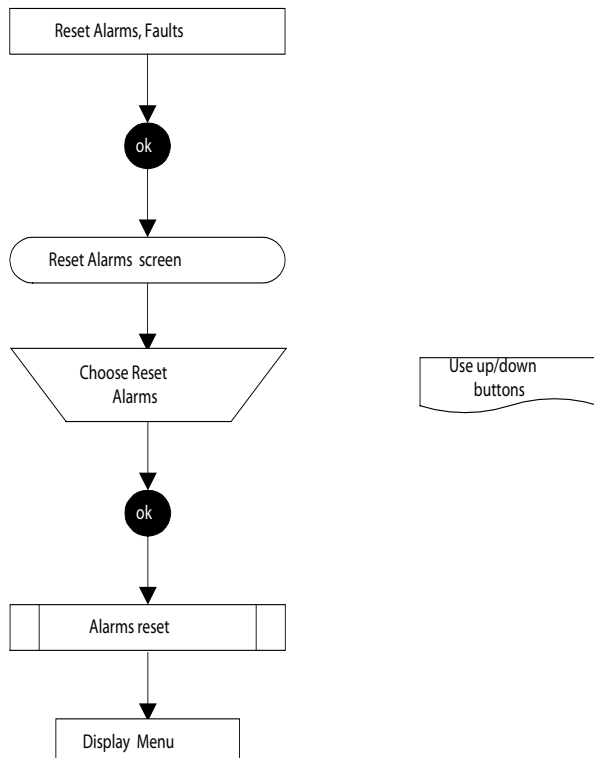 Reset Alarms, Faults
ok
Reset Alarms screen
Choose Reset
Alarms
Use up/down
buttons
ok
Alarms reset
Display Menu